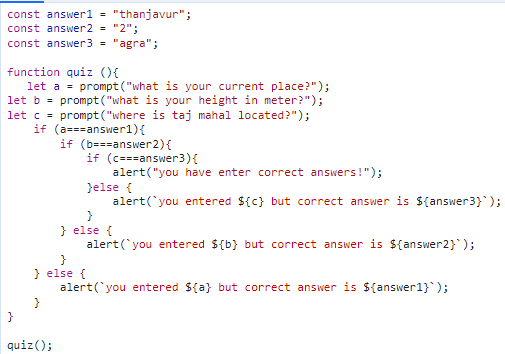 const answer1 = "thanjavur";
const answer2 = "2";
const answer3 = "agra";

function quiz (){
   let a = prompt("what is your current place?");
let b = prompt("what is your height in meter?");
let c = prompt("where is taj mahal located?");
    if (a===answer1){
        if (b===answer2){
            if (c===answer3){
                alert("you have enter correct answers!");
            }else {
                alert(`you entered ${c} but correct answer is ${answer3}`);
            }
        } else {
            alert(`you entered ${b} but correct answer is ${answer2}`);
        }
    } else {
        alert(`you entered ${a} but correct answer is ${answer1}`);
    }
}

quiz();